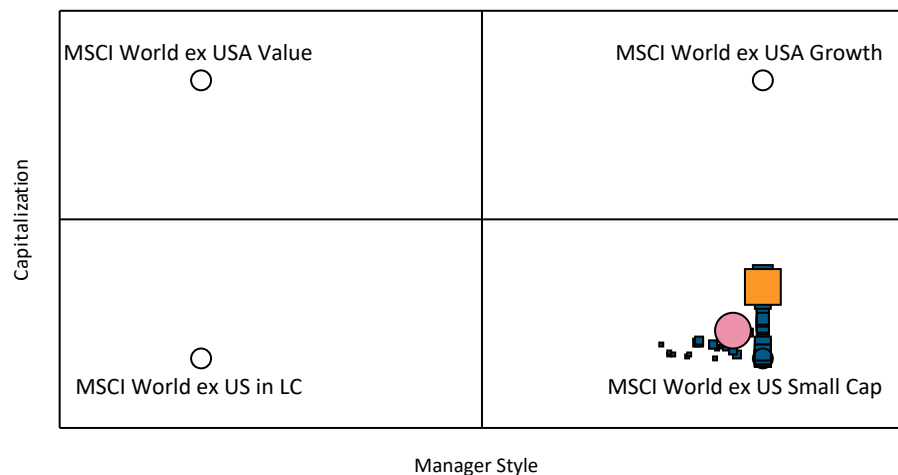 MSCI World ex USA Value
MSCI World ex USA Growth
Capitalization
MSCI World ex US in LC
MSCI World ex US Small Cap
Manager Style